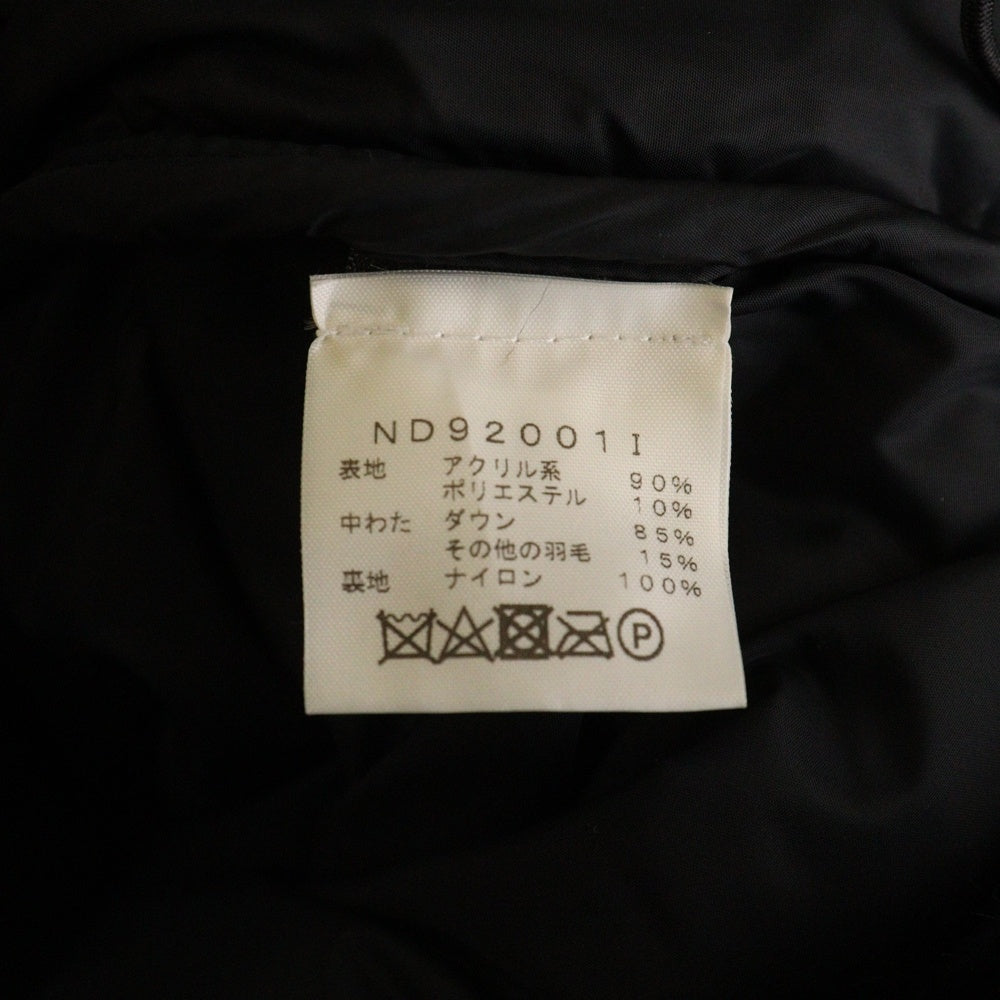 ND92001I
表地 アクリル系 90%
ポリエステル 10%
中わた ダウン 85%
その他の羽毛 15%
裏地 ナイロン 100%
P